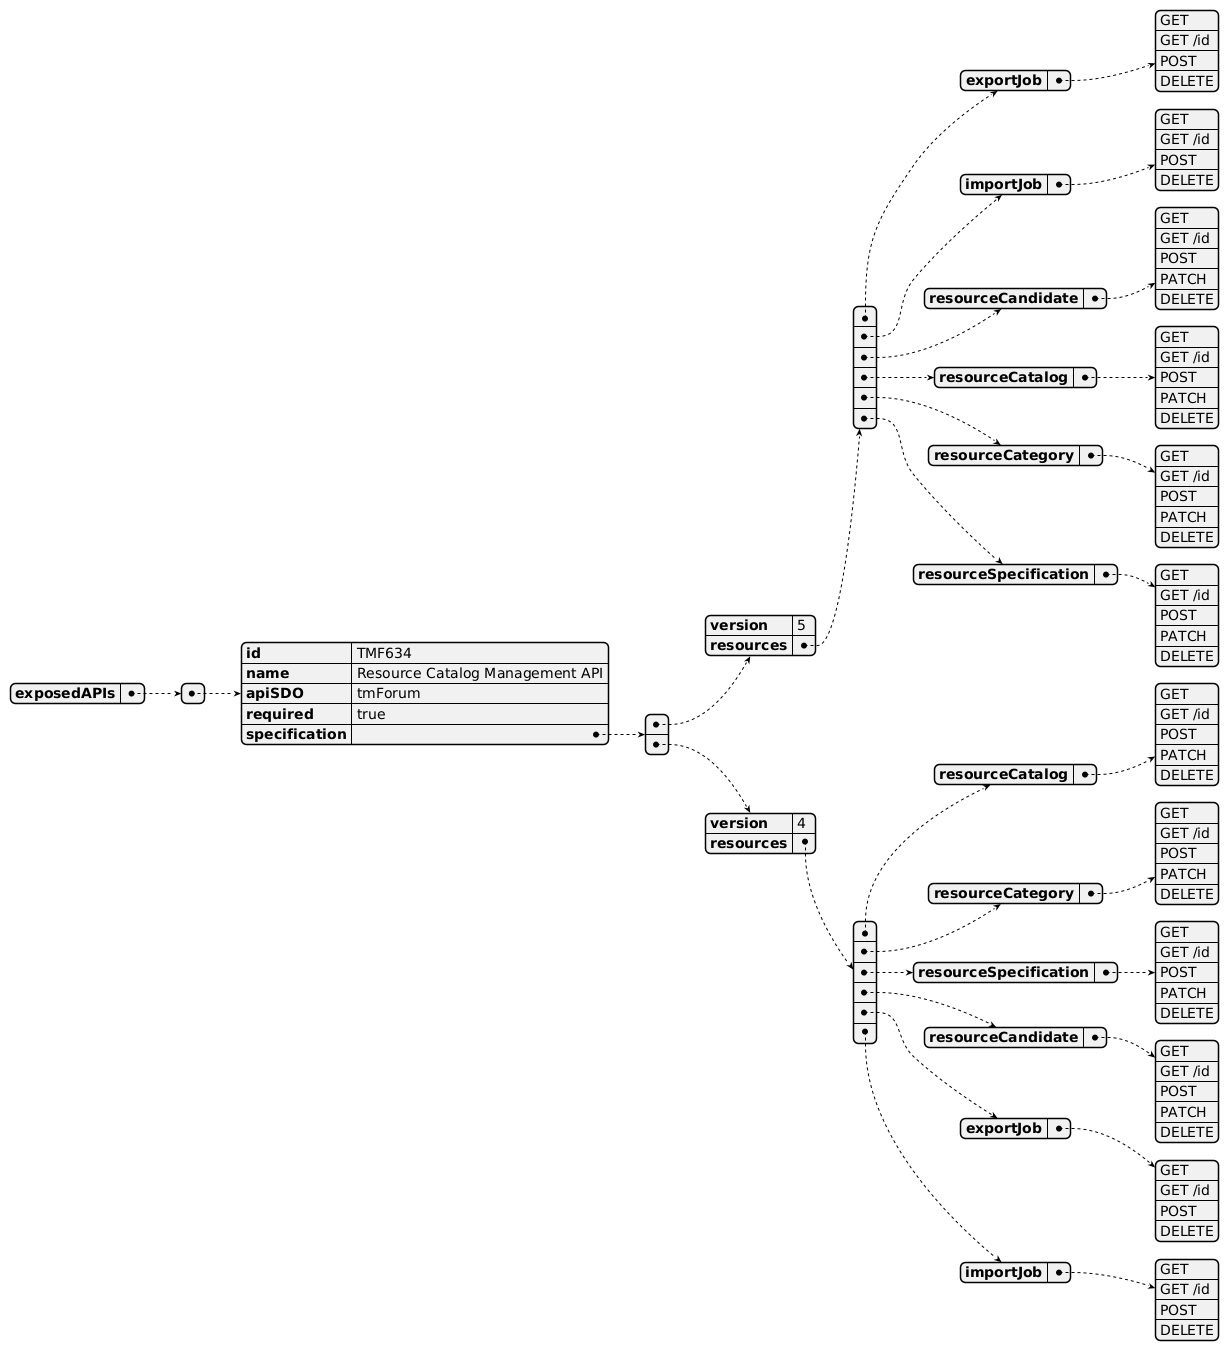 exposedAPIs
id TMF634
name Resource Catalog Management API
apiSDO tmForum
required true
specification
version 5
resources
exportJob
GET
GET /id
POST
DELETE
importJob
GET
GET /id
POST
DELETE
resourceCandidate
GET
GET /id
POST
PATCH
DELETE
resourceCatalog
GET
GET /id
POST
PATCH
DELETE
resourceCategory
GET
GET /id
POST
PATCH
DELETE
resourceSpecification
GET
GET /id
POST
PATCH
DELETE
version 4
resources
resourceCatalog
GET
GET /id
POST
PATCH
DELETE
resourceCategory
GET
GET /id
POST
PATCH
DELETE
resourceSpecification
GET
GET /id
POST
PATCH
DELETE
resourceCandidate
GET
GET /id
POST
PATCH
DELETE
exportJob
GET
GET /id
POST
DELETE
importJob
GET
GET /id
POST
DELETE